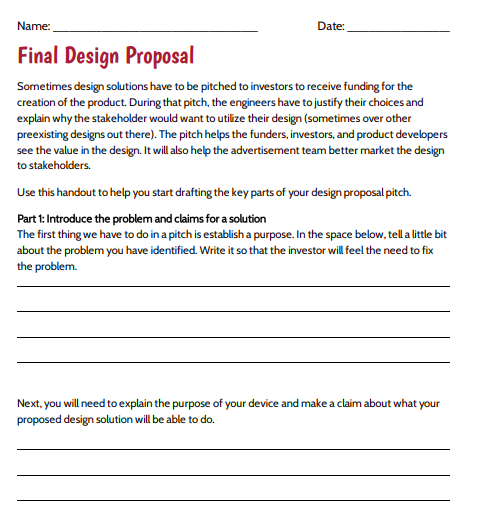 Name: ________________________________ Date: ________________
Final Design Proposal
Sometimes design solutions have to be pitched to investors to receive funding for the
creation of the product. During that pitch, the engineers have to justify their choices and
explain why the stakeholder would want to utilize their design (sometimes over other
preexisting designs out there). The pitch helps the funders, investors, and product developers
see the value in the design. It will also help the advertisement team better market the design
to stakeholders.
Use this handout to help you start drafting the key parts of your design proposal pitch.
Part 1: Introduce the problem and claims for a solution
The first thing we have to do in a pitch is establish a purpose. In the space below, tell a little bit
about the problem you have identified. Write it so that the investor will feel the need to fix
the problem.
Next, you will need to explain the purpose of your device and make a claim about what your
proposed design solution will be able to do.